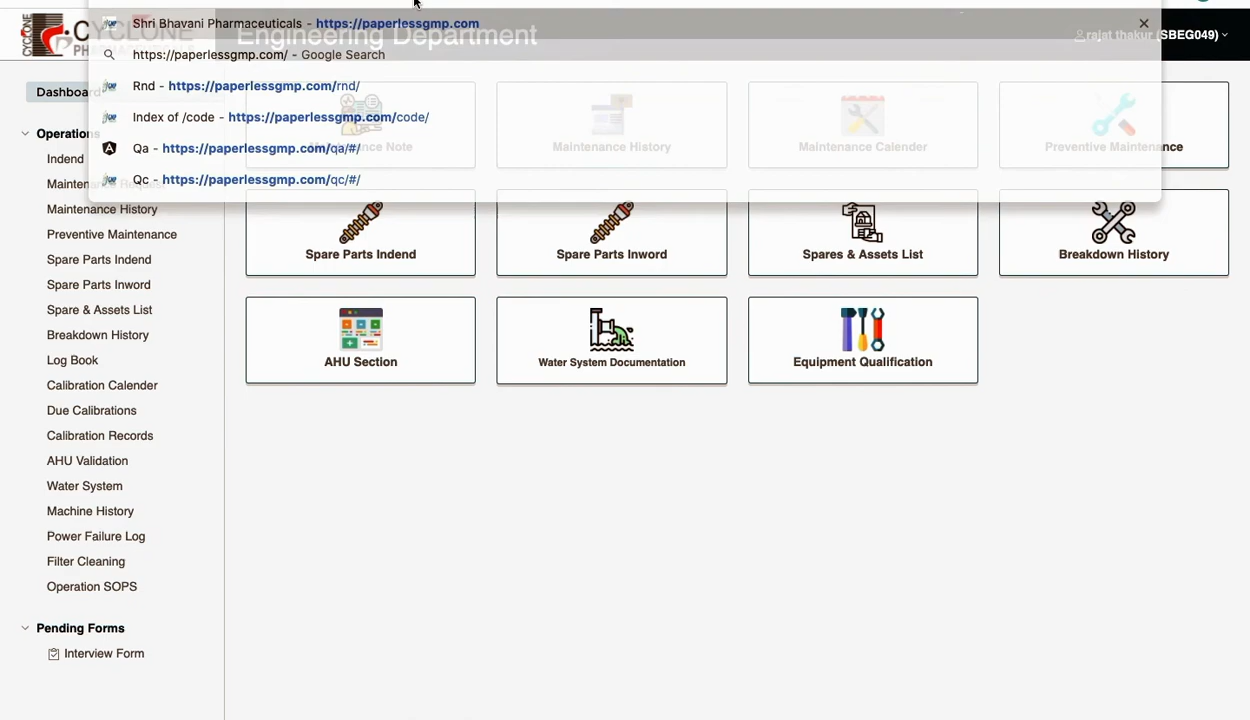 Shri Bhavani Pharmaceuticals - https://paperlessgmp.com
https://paperlessgmp.com/ - Google Search
Rnd - https://paperlessgmp.com/rnd/
Index of /code - https://paperlessgmp.com/code/
Qa - https://paperlessgmp.com/qa/#/
Qc - https://paperlessgmp.com/qc/#/
CYCLONE
Engineering Department
rajat thakur (SBEG049)
Dashboard
Operations
Indend
Maintenance Request
Maintenance History
Preventive Maintenance
Spare Parts Indend
Spare Parts Inword
Spare & Assets List
Breakdown History
Log Book
Calibration Calender
Due Calibrations
Calibration Records
AHU Validation
Water System
Machine History
Power Failure Log
Filter Cleaning
Operation SOPS
Pending Forms
Interview Form
Maintenance Note
Maintenance History
Maintenance Calender
Preventive Maintenance
Spare Parts Indend
Spare Parts Inword
Spares & Assets List
Breakdown History
AHU Section
Water System Documentation
Equipment Qualification